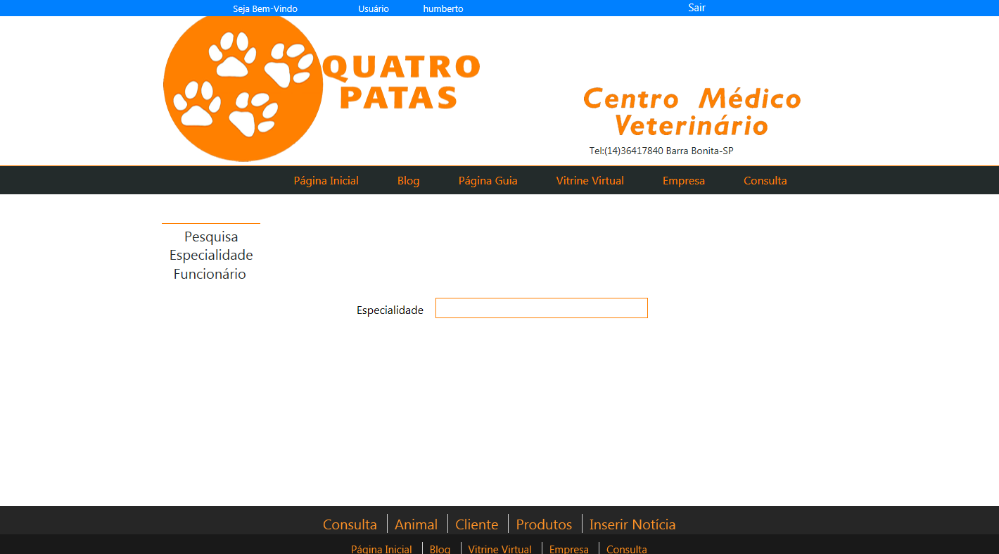 Seja Bem-Vindo Usuário humberto Sair
QUATRO
PATAS
Centro Médico
Veterinário
Tel:(14)36417840 Barra Bonita-SP
Página Inicial Blog Página Guia Vitrine Virtual Empresa Consulta
Pesquisa
Especialidade
Funcionário
Especialidade
Consulta Animal Cliente Produtos Inserir Notícia
Página Inicial Blog Vitrine Virtual Empresa Consulta